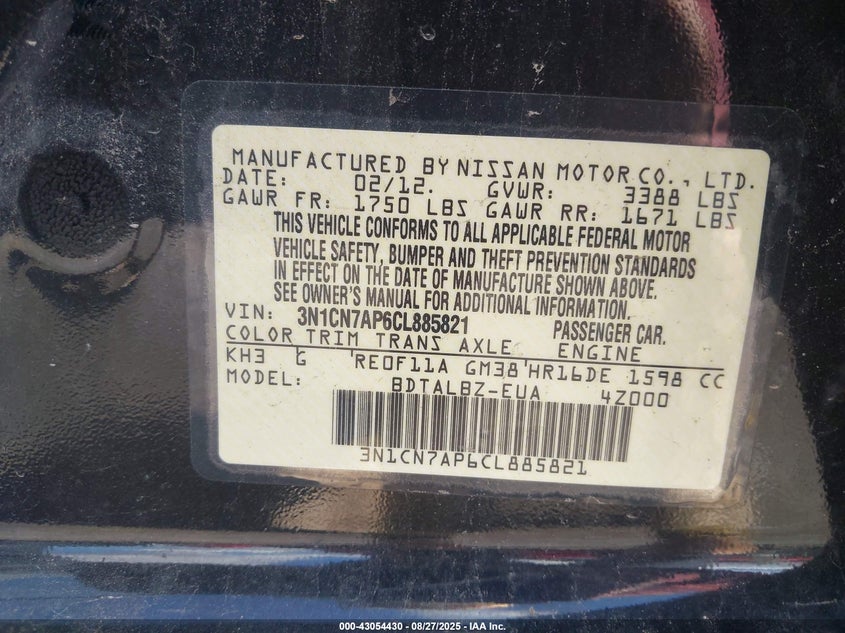 MANUFACTURED BY NISSAN MOTOR CO., LTD.
DATE: 02/12. GVWR: 3388 LBS
GAWR FR: 1750 LBS GAWR RR: 1671 LBS
THIS VEHICLE CONFORMS TO ALL APPLICABLE FEDERAL MOTOR
VEHICLE SAFETY, BUMPER AND THEFT PREVENTION STANDARDS
IN EFFECT ON THE DATE OF MANUFACTURE SHOWN ABOVE.
SEE OWNER'S MANUAL FOR ADDITIONAL INFORMATION.
VIN: 3N1CN7AP6CL885821 PASSENGER CAR.
COLOR TRIM TRANS AXLE ENGINE
KH3 G RE0F11A GM38 HR16DE 1598 CC
MODEL: BDTALBZ-EUA 4Z000
3N1CN7AP6CL885821
000-43054430 - 08/27/2025 - IAA Inc.